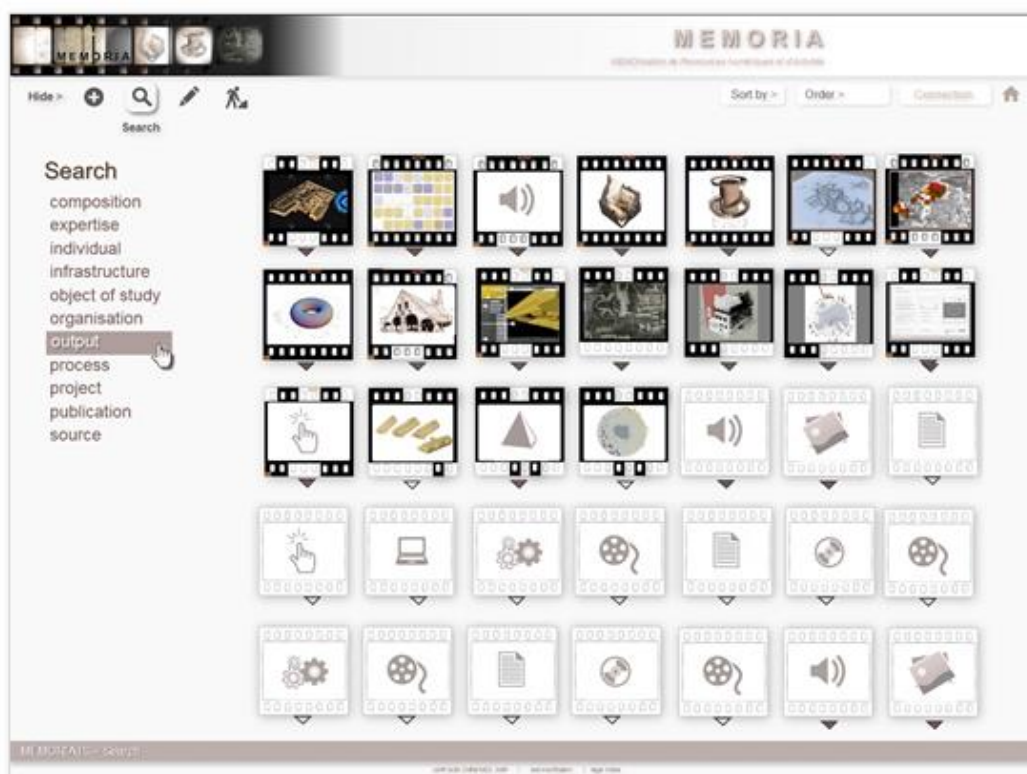 MEMORIA
MEMORIA
Hide >
Search
Sort by >
Order >
Connection
Search
composition
expertise
individual
infrastructure
object of study
organisation
output
process
project
publication
source